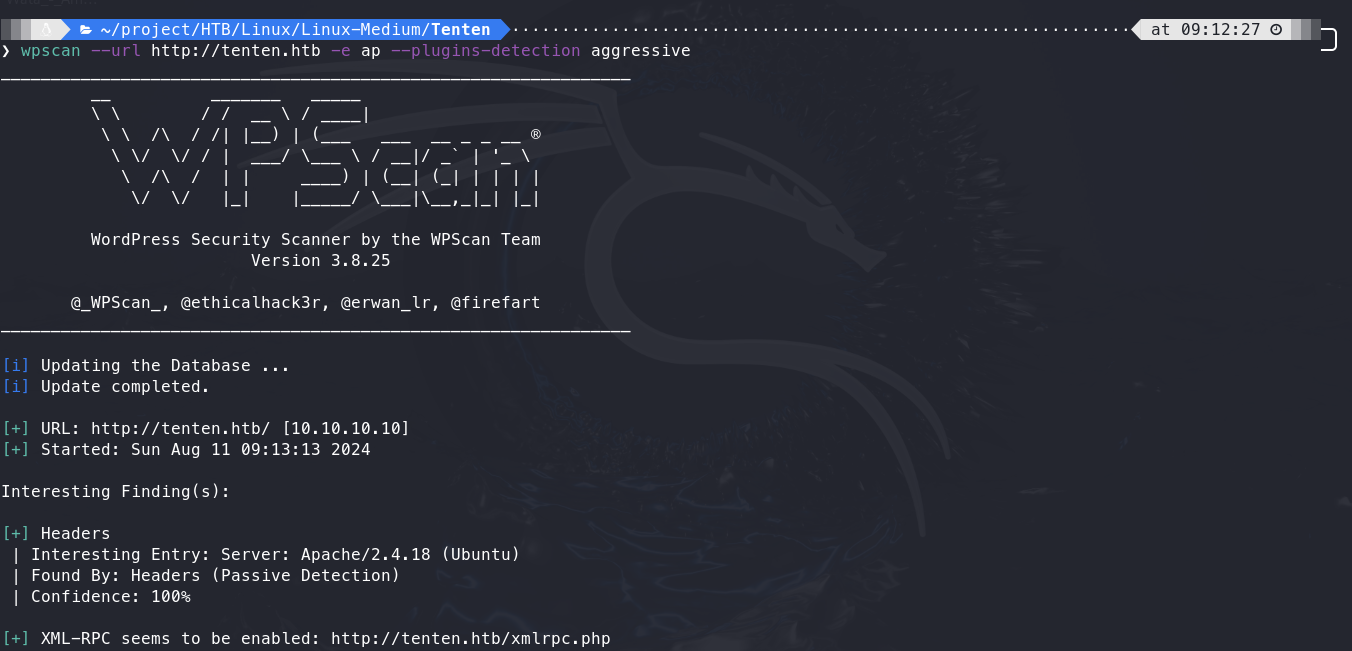 ~/project/HTB/Linux/Linux-Medium/Tenten at 09:12:27
❯ wpscan --url http://tenten.htb -e ap --plugins-detection aggressive
_______________________________________________________________
         __          _______   _____
         \ \        / /  __ \ / ____|
          \ \  /\  / /| |__) | (___   ___  __ _ _ __ ®
           \ \/  \/ / |  ___/ \___ \ / __|/ _` | '_ \
            \  /\  /  | |     ____) | (__| (_| | | | |
             \/  \/   |_|    |_____/ \___|\__,_|_| |_|
         WordPress Security Scanner by the WPScan Team
                         Version 3.8.25
       @_WPScan_, @ethicalhack3r, @erwan_lr, @firefart
_______________________________________________________________
[i] Updating the Database ...
[i] Update completed.
[+] URL: http://tenten.htb/ [10.10.10.10]
[+] Started: Sun Aug 11 09:13:13 2024
Interesting Finding(s):
[+] Headers
 | Interesting Entry: Server: Apache/2.4.18 (Ubuntu)
 | Found By: Headers (Passive Detection)
 | Confidence: 100%
[+] XML-RPC seems to be enabled: http://tenten.htb/xmlrpc.php